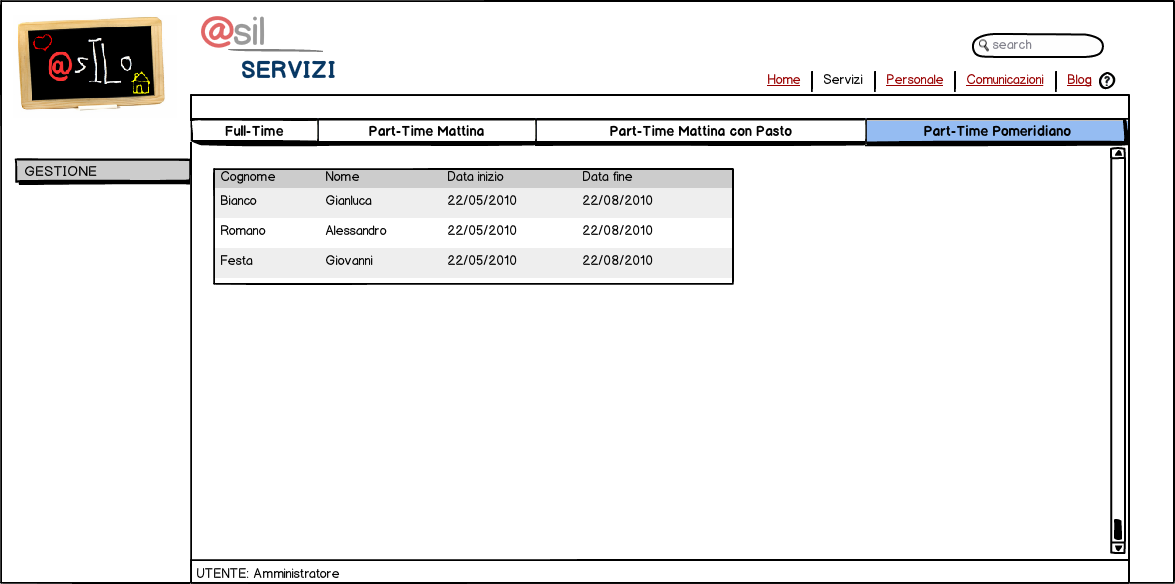 @sILo
@sil
SERVIZI
search
Home Servizi Personale Comunicazioni Blog ?
Full-Time Part-Time Mattina Part-Time Mattina con Pasto Part-Time Pomeridiano
GESTIONE
Cognome Nome Data inizio Data fine
Bianco Gianluca 22/05/2010 22/08/2010
Romano Alessandro 22/05/2010 22/08/2010
Festa Giovanni 22/05/2010 22/08/2010
UTENTE: Amministratore